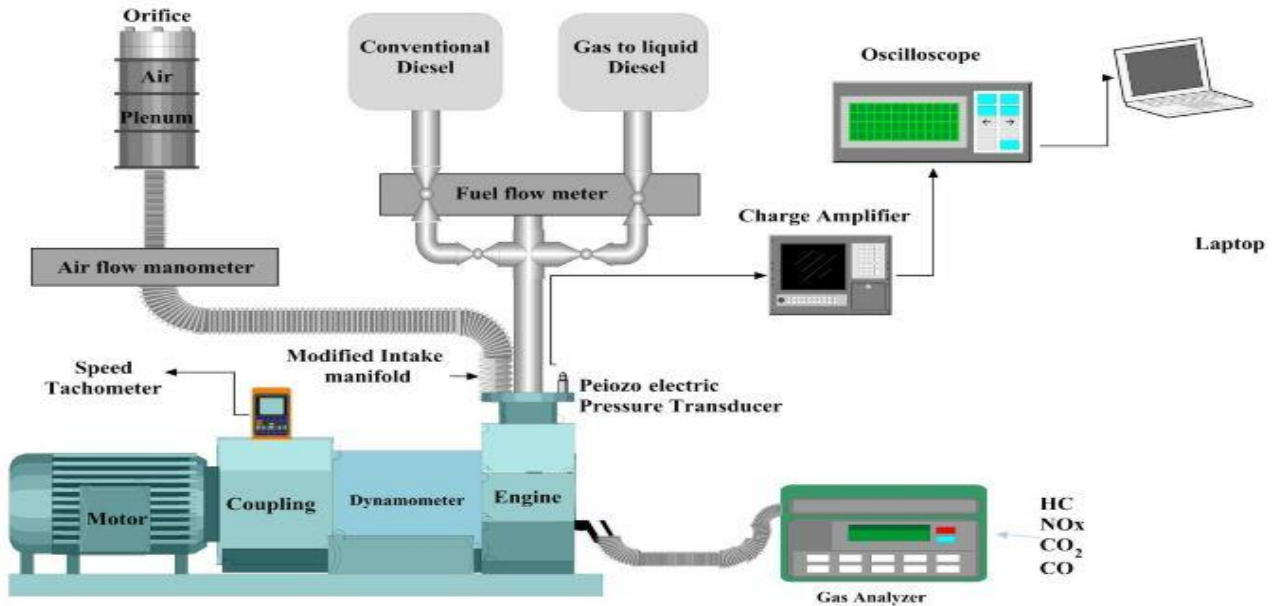 Orifice
Air
Plenum
Conventional
Diesel
Gas to liquid
Diesel
Oscilloscope
Fuel flow meter
Charge Amplifier
Laptop
Air flow manometer
Modified Intake
manifold
Speed
Tachometer
Peiozo electric
Pressure Transducer
Motor
Coupling
Dynamometer
Engine
HC
NOx
CO₂
CO
Gas Analyzer